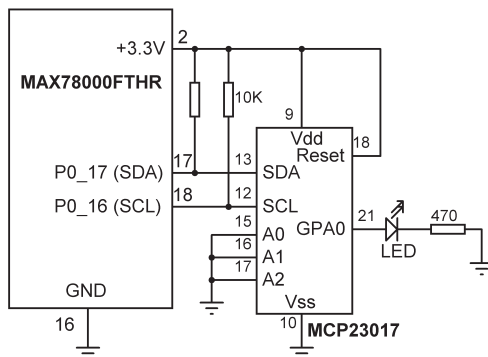 2
+3.3V
MAX78000FTHR
10K
9
Vdd
18
Reset
P0_17 (SDA)
17
13
SDA
P0_16 (SCL)
18
12
SCL
15
A0
16
A1
17
A2
GPA0
21
LED
470
GND
16
Vss
10
MCP23017